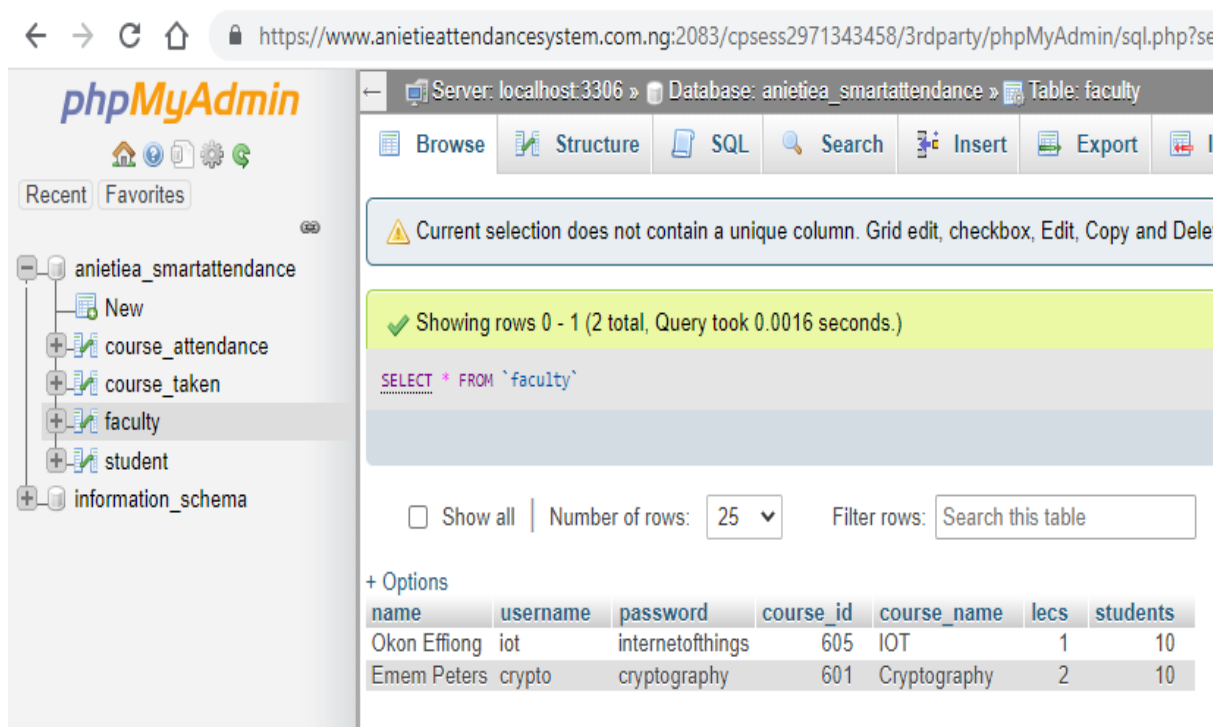 https://www.anietieattendancesystem.com.ng:2083/cpsess2971343458/3rdparty/phpMyAdmin/sql.php?se
phpMyAdmin
Recent Favorites
anietiea_smartattendance
New
course_attendance
course_taken
faculty
student
information_schema
Server: localhost:3306 » Database: anietiea_smartattendance » Table: faculty
Browse Structure SQL Search Insert Export I
Current selection does not contain a unique column. Grid edit, checkbox, Edit, Copy and Dele
Showing rows 0 - 1 (2 total, Query took 0.0016 seconds.)
SELECT * FROM `faculty`
Show all Number of rows: 25 Filter rows: Search this table
+ Options
name username password course_id course_name lecs students
Okon Effiong iot internetofthings 605 IOT 1 10
Emem Peters crypto cryptography 601 Cryptography 2 10